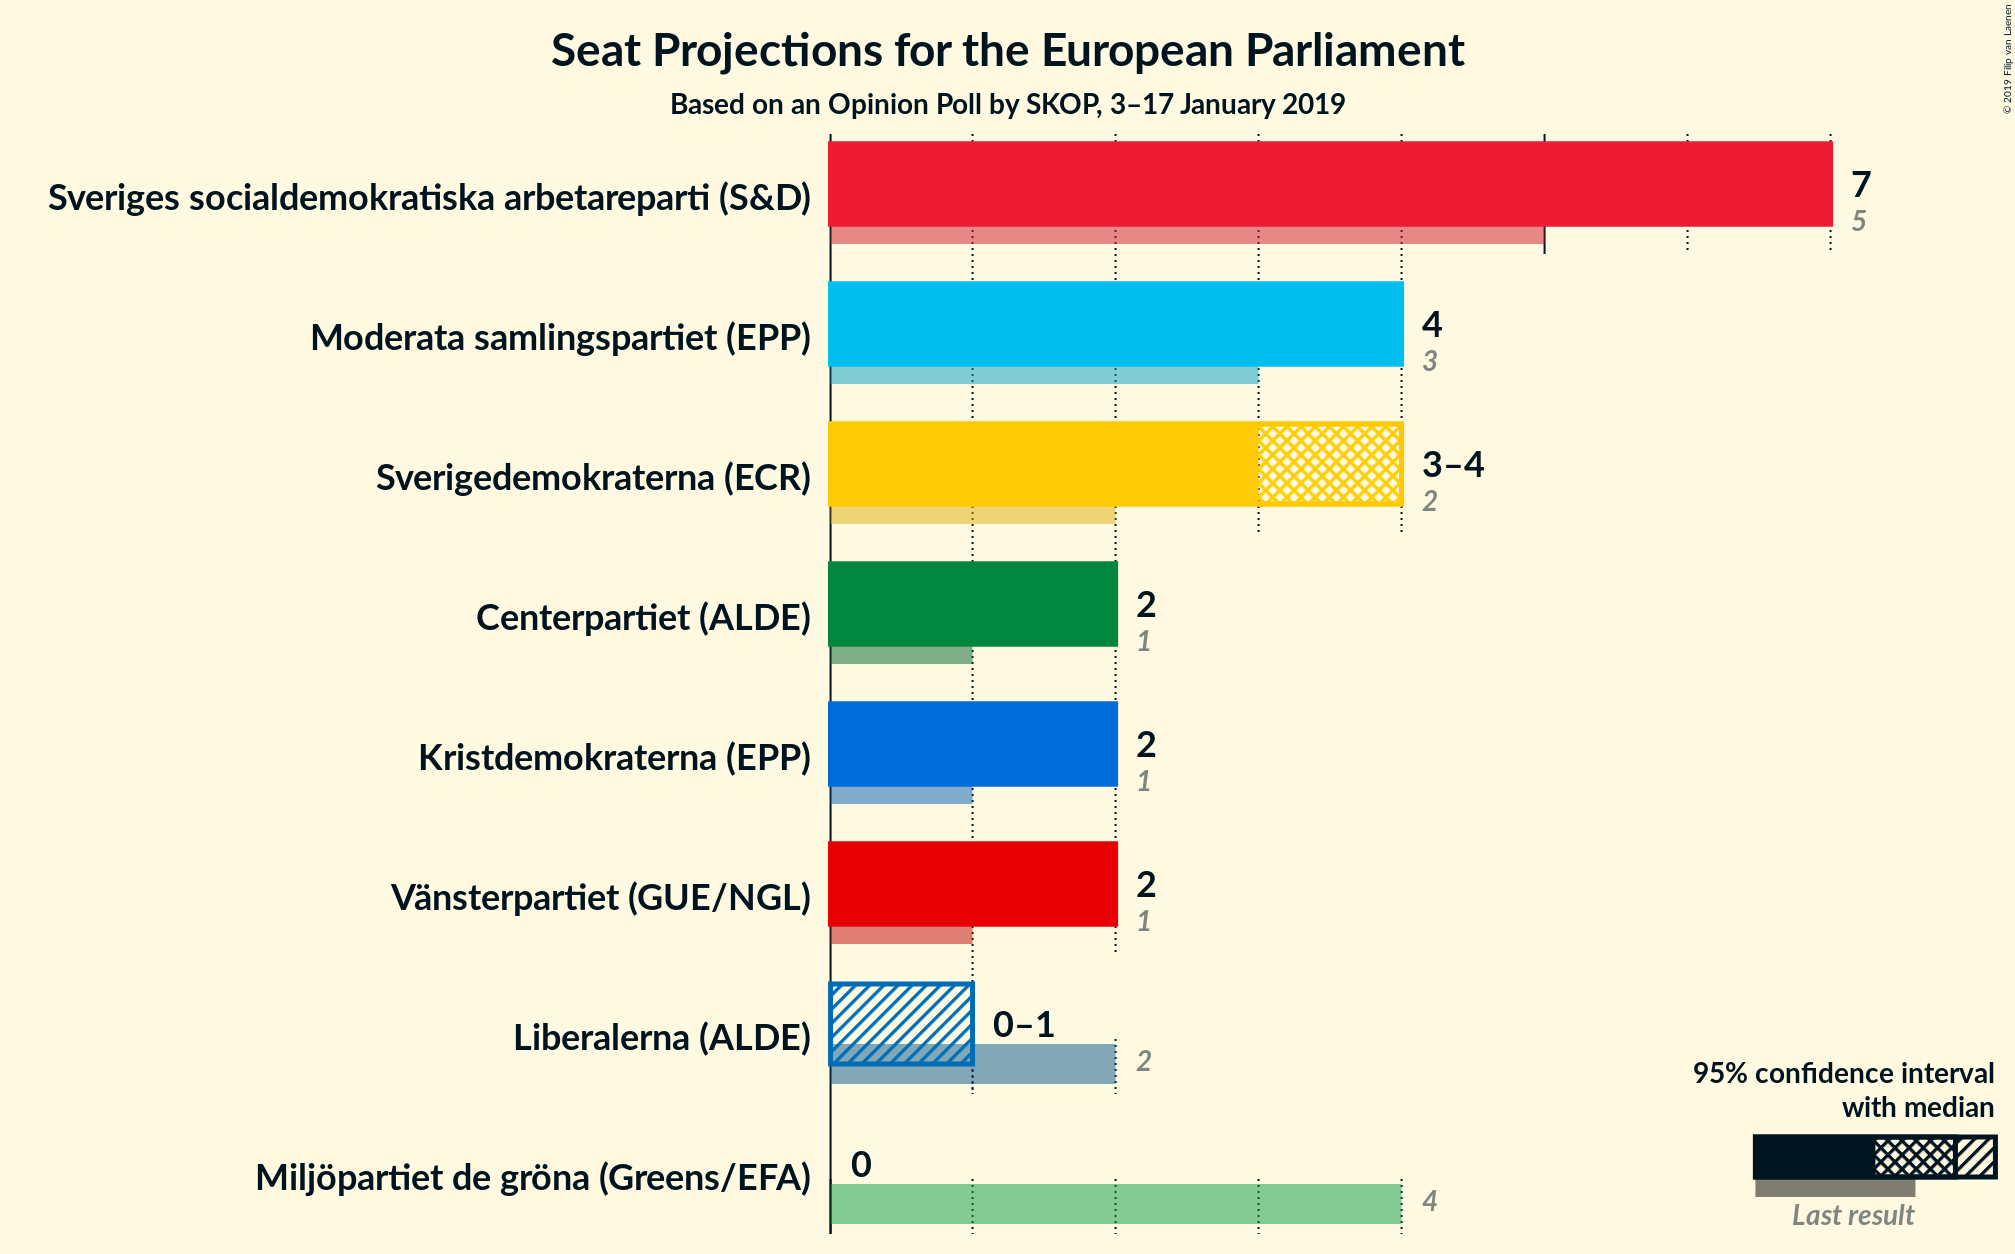 Seat Projections for the European Parliament
Based on an Opinion Poll by SKOP, 3–17 January 2019
© 2019 Filip van Laenen
Sveriges socialdemokratiska arbetareparti (S&D)
7
5
Moderata samlingspartiet (EPP)
4
3
Sverigedemokraterna (ECR)
3–4
2
Centerpartiet (ALDE)
2
1
Kristdemokraterna (EPP)
2
1
Vänsterpartiet (GUE/NGL)
2
1
Liberalerna (ALDE)
0–1
2
Miljöpartiet de gröna (Greens/EFA)
0
4
95% confidence interval
with median
Last result